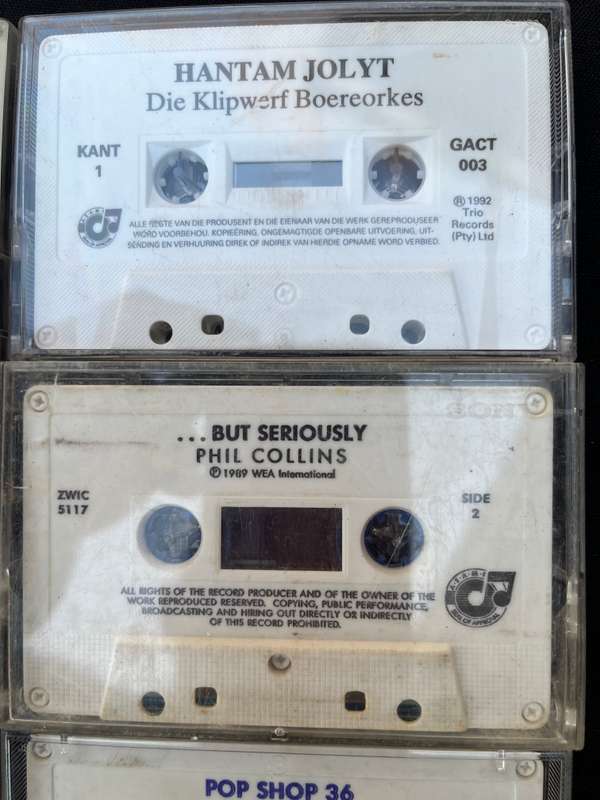 HANTAM JOLYT
Die Klipwerf Boereorkes
KANT
1
GACT
003
℗ 1992
Trio
Records
(Pty) Ltd
ALLE REGTE VAN DIE PRODUSENT EN DIE EIENAAR VAN DIE WERK GEREPRODUSEER
WORD VOORBEHOU. KOPIEËRING, ONGEMAGTIGDE OPENBARE UITVOERING, UIT-
SENDING EN VERHUURING DIREK OF INDIREK VAN HIERDIE OPNAME WORD VERBIED.
...BUT SERIOUSLY
PHIL COLLINS
℗ 1989 WEA International
ZWIC
5117
SIDE
2
ALL RIGHTS OF THE RECORD PRODUCER AND OF THE OWNER OF THE
WORK REPRODUCED RESERVED. COPYING, PUBLIC PERFORMANCE,
BROADCASTING AND HIRING OUT DIRECTLY OR INDIRECTLY
OF THIS RECORD PROHIBITED.
SEAL OF APPROVAL
POP SHOP 36